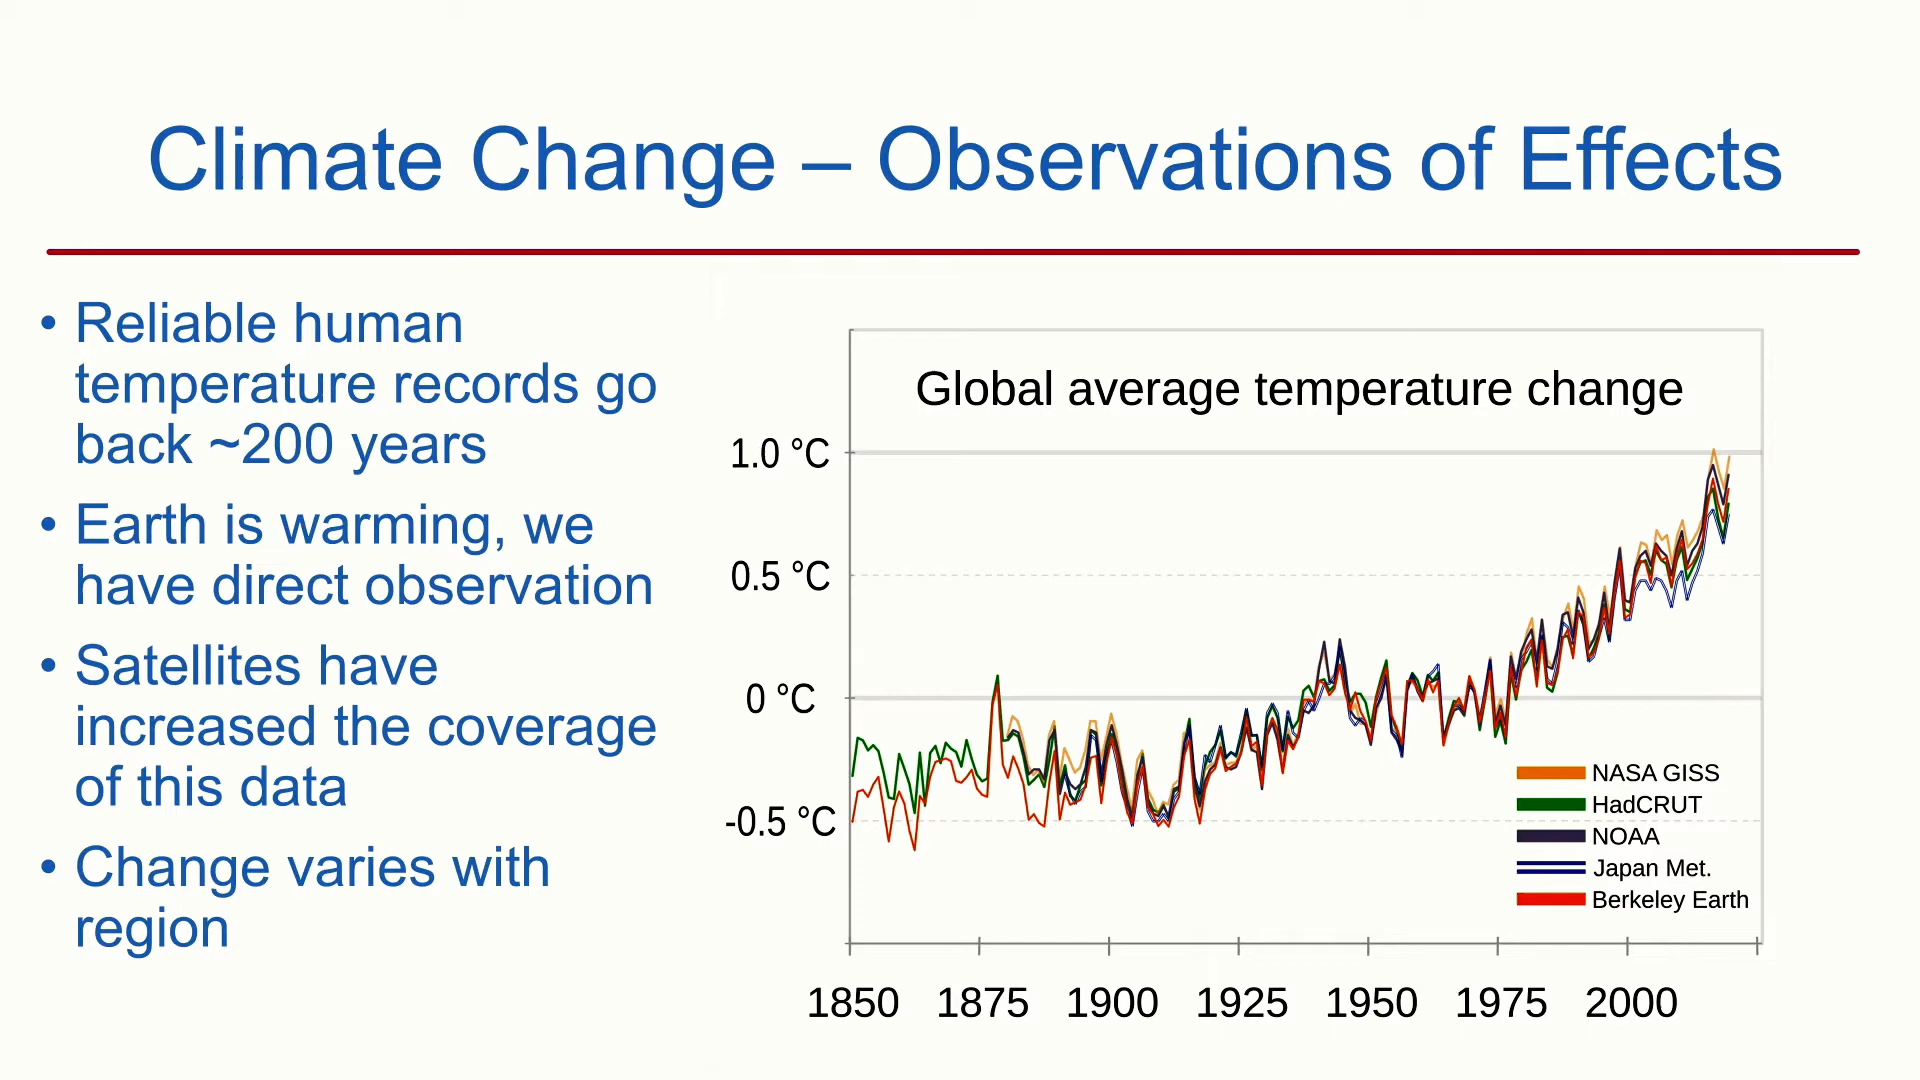 Climate Change – Observations of Effects
• Reliable human
temperature records go
back ~200 years
• Earth is warming, we
have direct observation
• Satellites have
increased the coverage
of this data
• Change varies with
region
Global average temperature change
1.0 °C
0.5 °C
0 °C
-0.5 °C
NASA GISS
HadCRUT
NOAA
Japan Met.
Berkeley Earth
1850 1875 1900 1925 1950 1975 2000